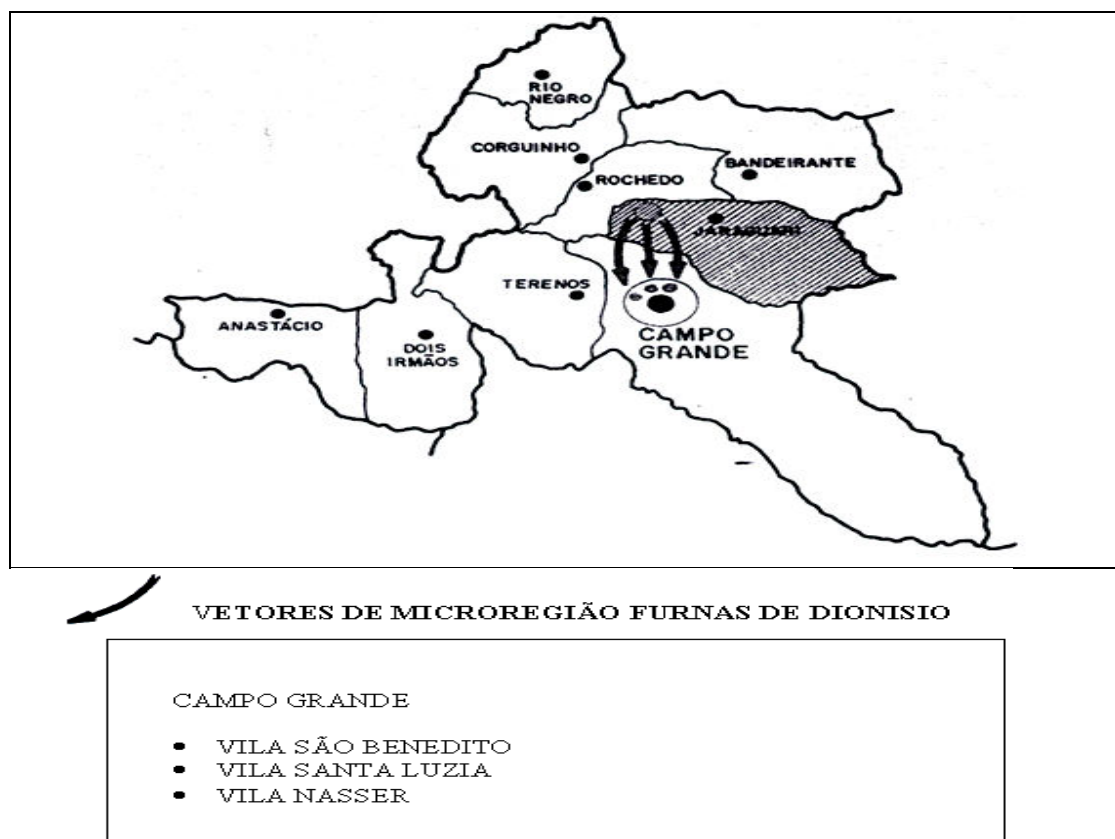 RIO
NEGRO
CORGUINHO
ROCHEDO
BANDEIRANTE
JARAGUARI
TERENOS
ANASTÁCIO
DOIS
IRMÃOS
CAMPO
GRANDE
VETORES DE MICROREGIÃO FURNAS DE DIONISIO
CAMPO GRANDE
• VILA SÃO BENEDITO
• VILA SANTA LUZIA
• VILA NASSER